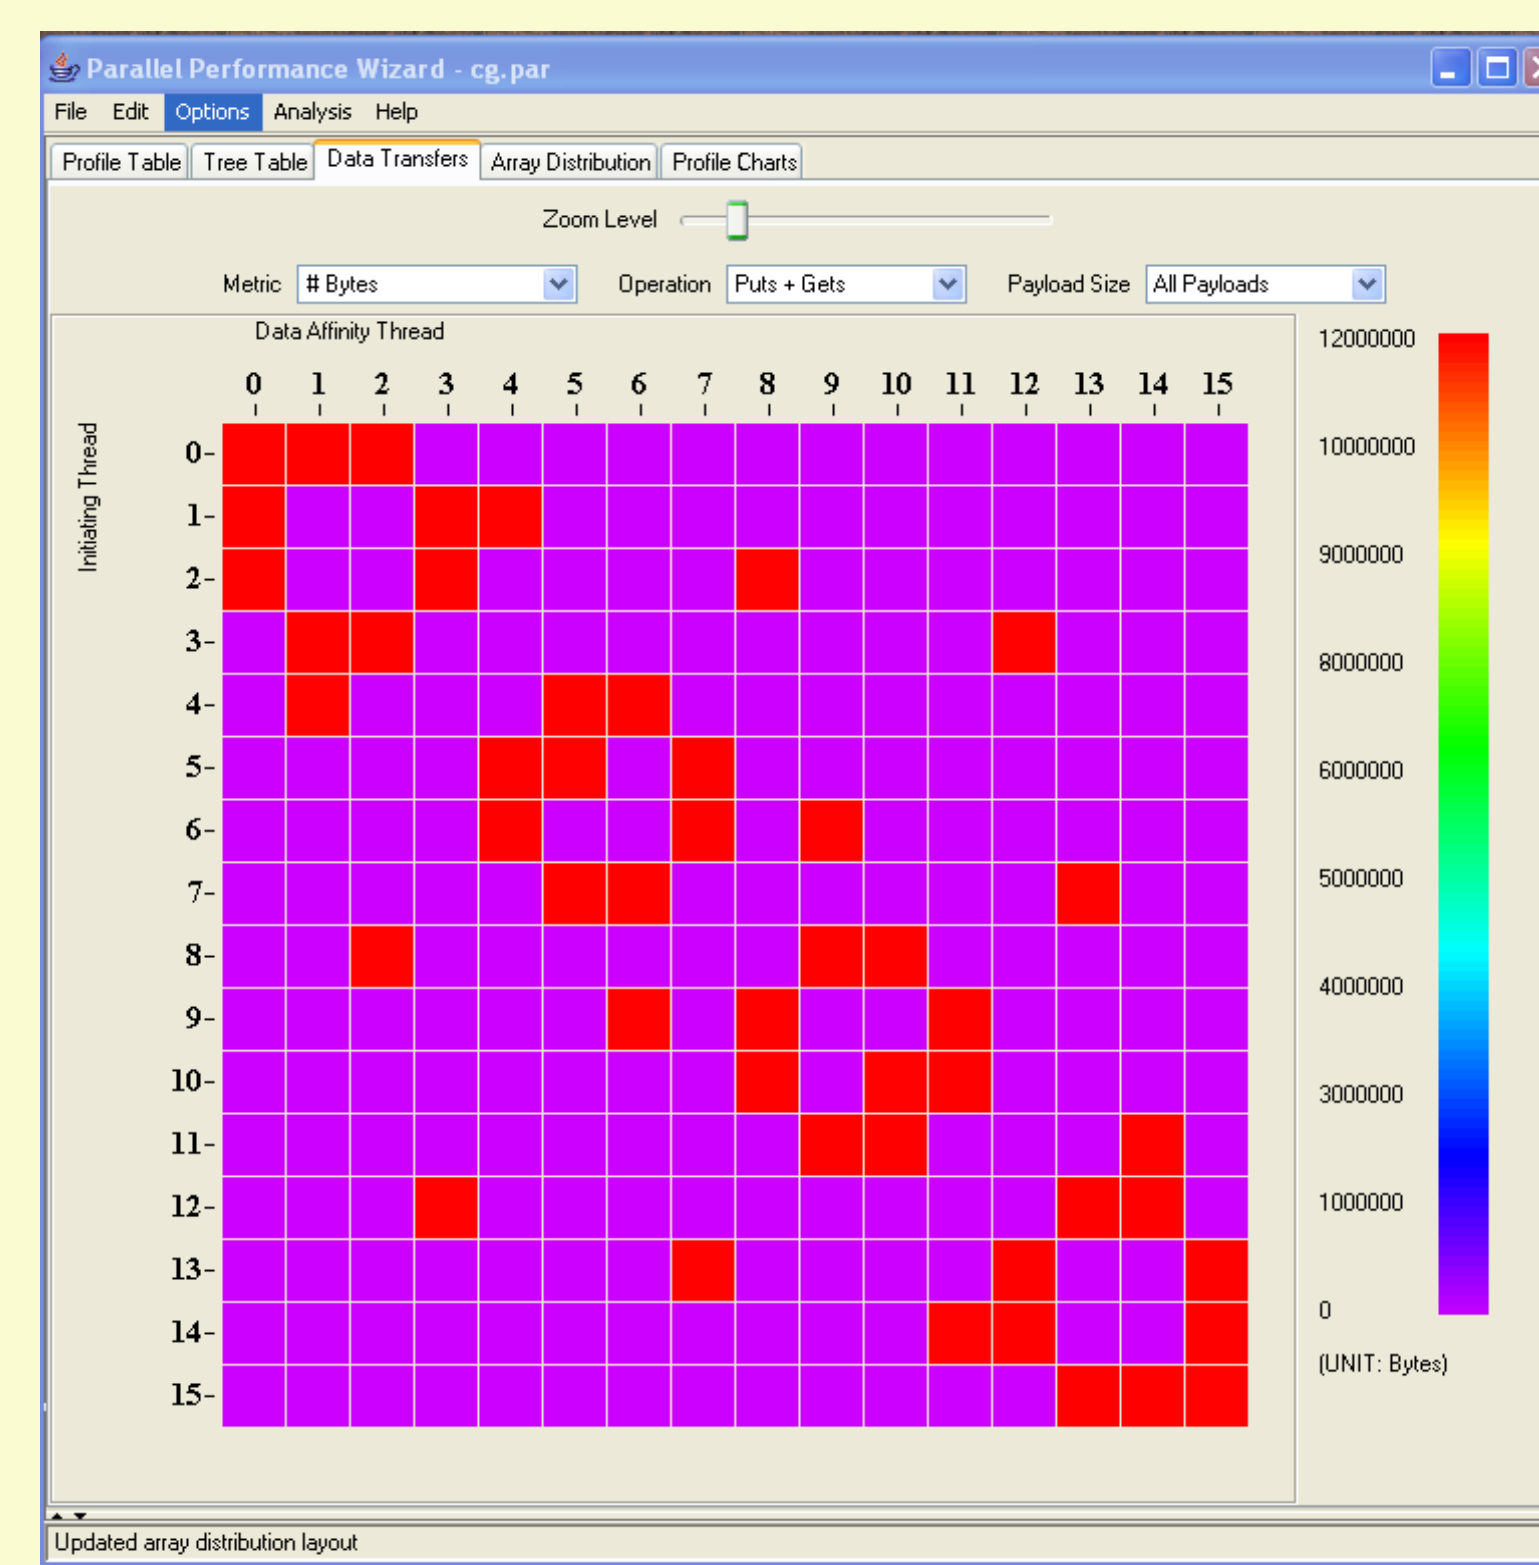 Parallel Performance Wizard - cg.par
File Edit Options Analysis Help
Profile Table Tree Table Data Transfers Array Distribution Profile Charts
Zoom Level
Metric # Bytes Operation Puts + Gets Payload Size All Payloads
Data Affinity Thread
0 1 2 3 4 5 6 7 8 9 10 11 12 13 14 15
Initiating Thread
0
1
2
3
4
5
6
7
8
9
10
11
12
13
14
15
12000000
10000000
9000000
8000000
6000000
5000000
4000000
3000000
1000000
0
(UNIT: Bytes)
Updated array distribution layout